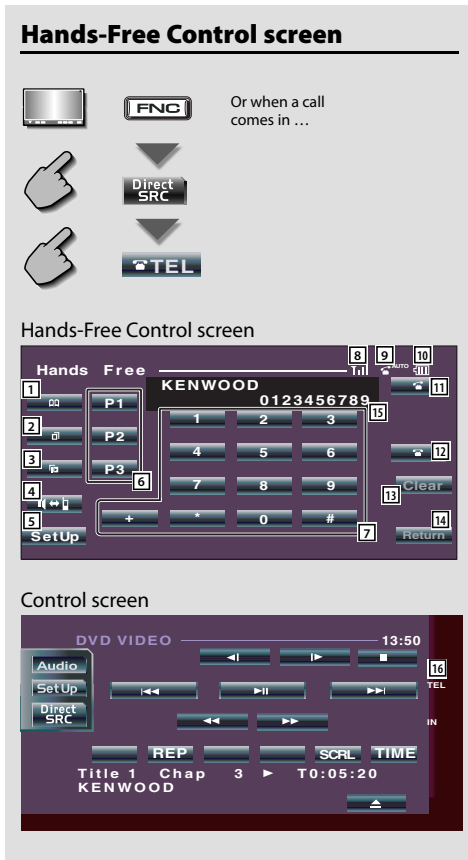 Hands-Free Control screen
FNC
Or when a call
comes in …
Direct
SRC
TEL
Hands-Free Control screen
8 9 10
Hands Free AUTO
KENWOOD
0123456789
1 11
P1 15
1 2 3
2
P2 12
4 5 6
3
P3 6
7 8 9
13 Clear
4
+ * 0 #
5 7 14
SetUp Return
Control screen
DVD VIDEO 13:50
Audio 16
SetUp TEL
Direct
SRC
IN
REP SCRL TIME
Title 1 Chap 3 ► T0:05:20
KENWOOD